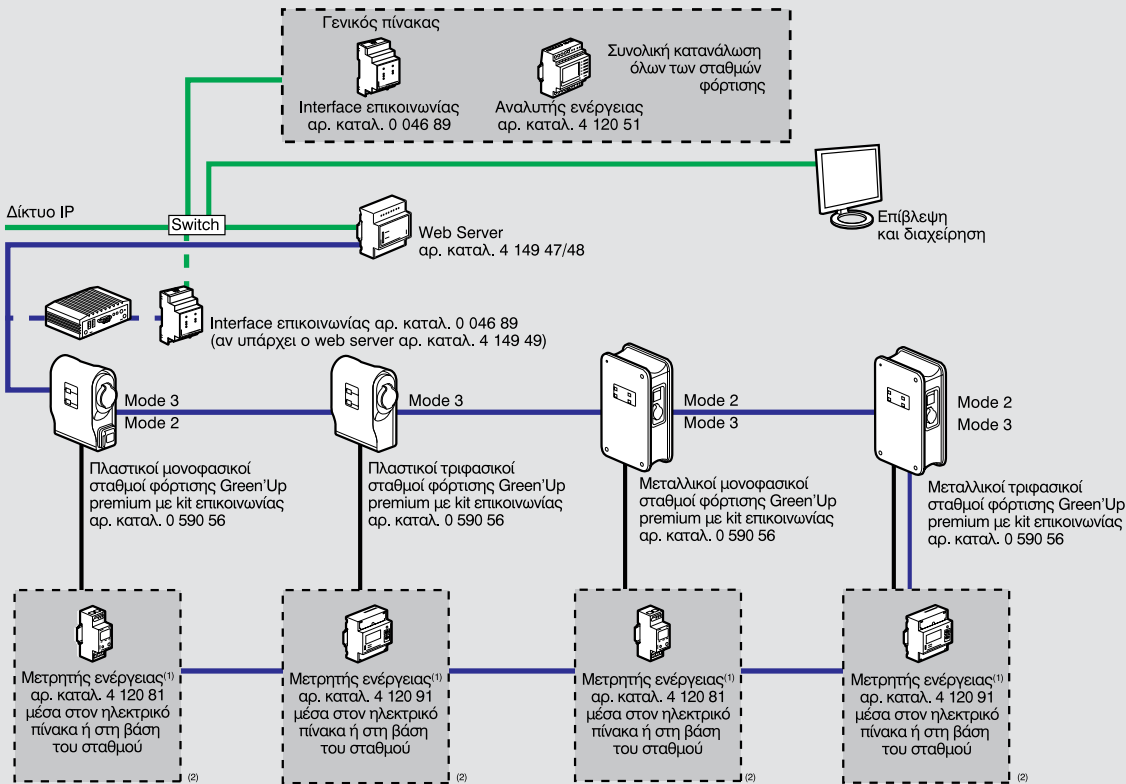 Γενικός πίνακας
Συνολική κατανάλωση
όλων των σταθμών
φόρτισης
Interface επικοινωνίας
αρ. καταλ. 0 046 89
Αναλυτής ενέργειας
αρ. καταλ. 4 120 51
Δίκτυο IP
Switch
Web Server
αρ. καταλ. 4 149 47/48
Επίβλεψη
και διαχείρηση
Interface επικοινωνίας αρ. καταλ. 0 046 89
(αν υπάρχει ο web server αρ. καταλ. 4 149 49)
Mode 3
Mode 2
Mode 3
Mode 2
Mode 3
Mode 2
Mode 3
Πλαστικοί μονοφασικοί
σταθμοί φόρτισης Green'Up
premium με kit επικοινωνίας
αρ. καταλ. 0 590 56
Πλαστικοί τριφασικοί
σταθμοί φόρτισης Green'Up
premium με kit επικοινωνίας
αρ. καταλ. 0 590 56
Μεταλλικοί μονοφασικοί
σταθμοί φόρτισης Green'Up
premium με kit επικοινωνίας
αρ. καταλ. 0 590 56
Μεταλλικοί τριφασικοί
σταθμοί φόρτισης Green'Up
premium με kit επικοινωνίας
αρ. καταλ. 0 590 56
Μετρητής ενέργειας(1)
αρ. καταλ. 4 120 81
μέσα στον ηλεκτρικό
πίνακα ή στη βάση
του σταθμού
(2)
Μετρητής ενέργειας(1)
αρ. καταλ. 4 120 91
μέσα στον ηλεκτρικό
πίνακα ή στη βάση
του σταθμού
(2)
Μετρητής ενέργειας(1)
αρ. καταλ. 4 120 81
μέσα στον ηλεκτρικό
πίνακα ή στη βάση
του σταθμού
(2)
Μετρητής ενέργειας(1)
αρ. καταλ. 4 120 91
μέσα στον ηλεκτρικό
πίνακα ή στη βάση
του σταθμού
(2)